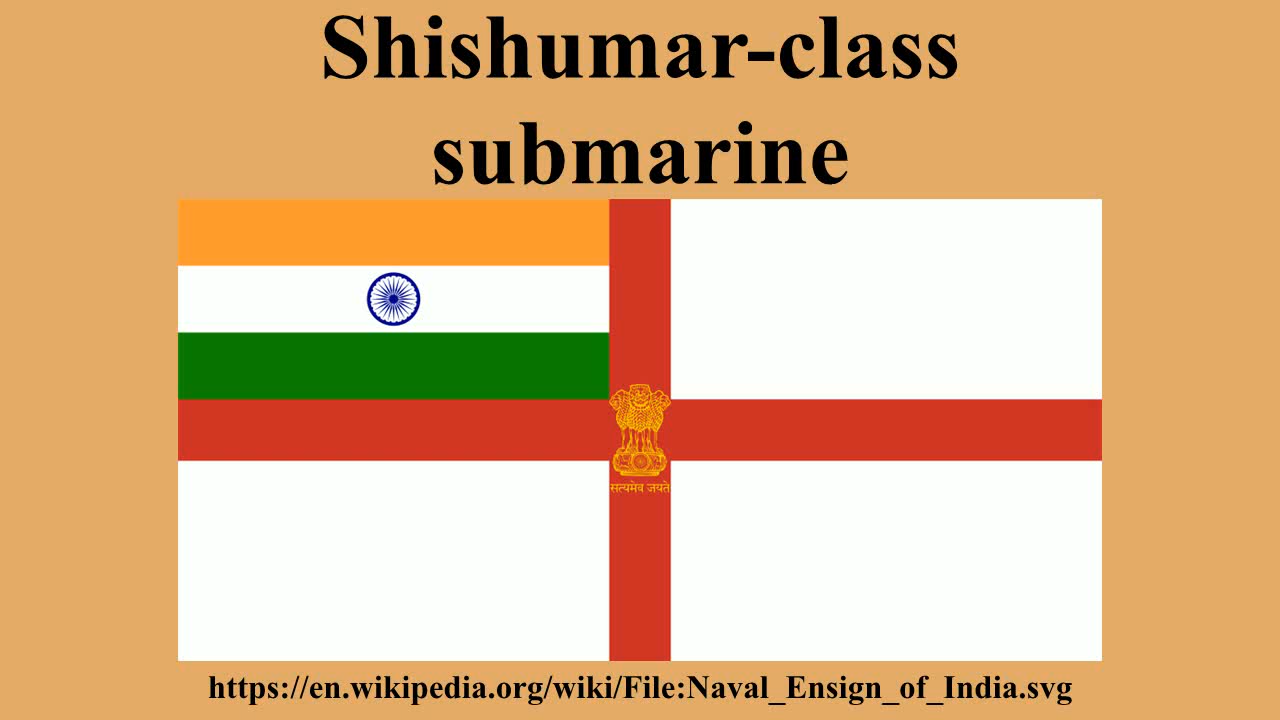 Shishumar-class
submarine
सत्यमेव जयते
https://en.wikipedia.org/wiki/File:Naval_Ensign_of_India.svg